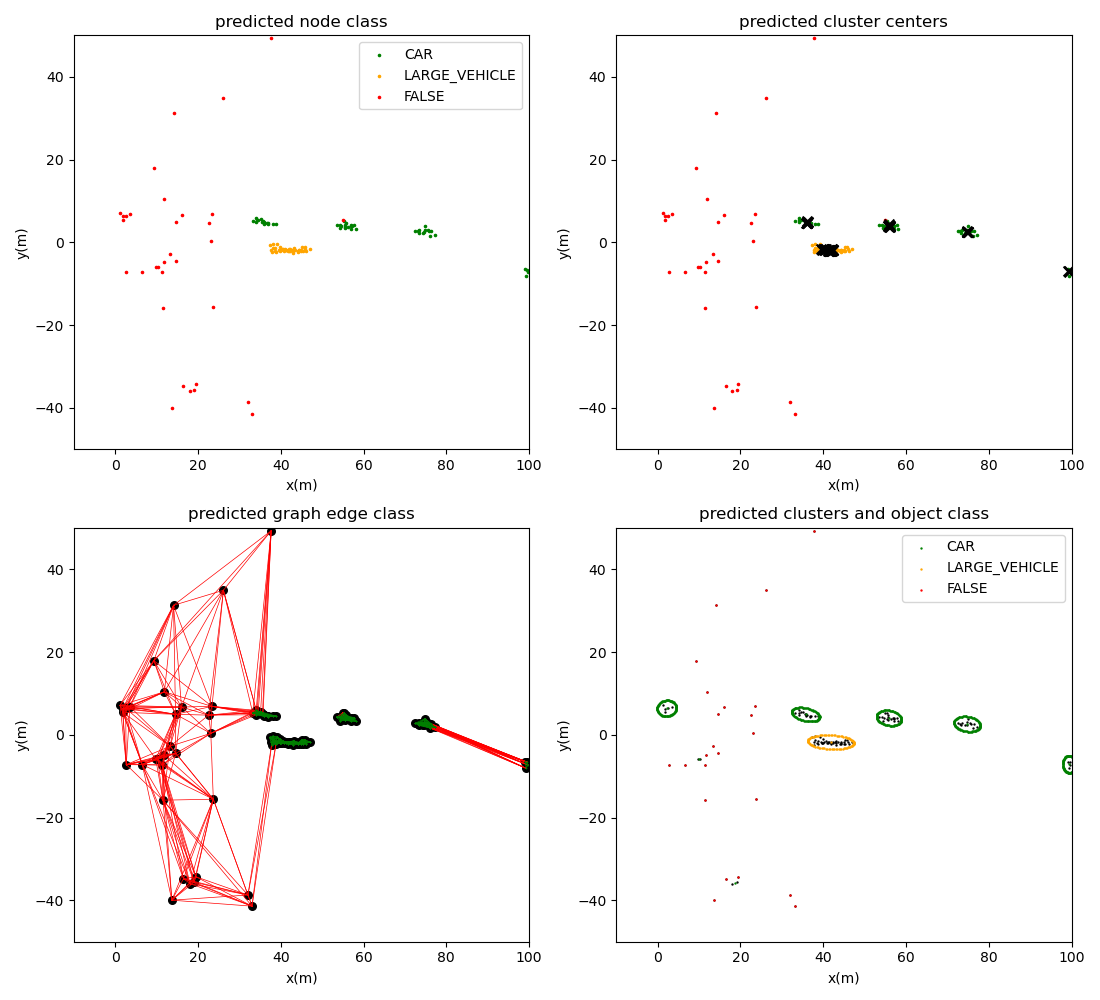 predicted node class
CAR
LARGE_VEHICLE
FALSE
40
20
0
−20
−40
y(m)
0 20 40 60 80 100
x(m)
predicted cluster centers
40
20
0
−20
−40
y(m)
0 20 40 60 80 100
x(m)
predicted graph edge class
40
20
0
−20
−40
y(m)
0 20 40 60 80 100
x(m)
predicted clusters and object class
CAR
LARGE_VEHICLE
FALSE
40
20
0
−20
−40
y(m)
0 20 40 60 80 100
x(m)